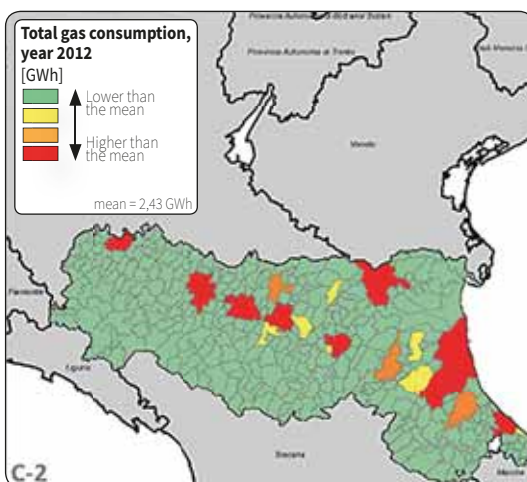 Total gas consumption,
year 2012
[GWh]
Lower than
the mean
Higher than
the mean
mean = 2,43 GWh
Provincia Autonoma di Trento
Veneto
Liguria
Toscana
Marche
C-2